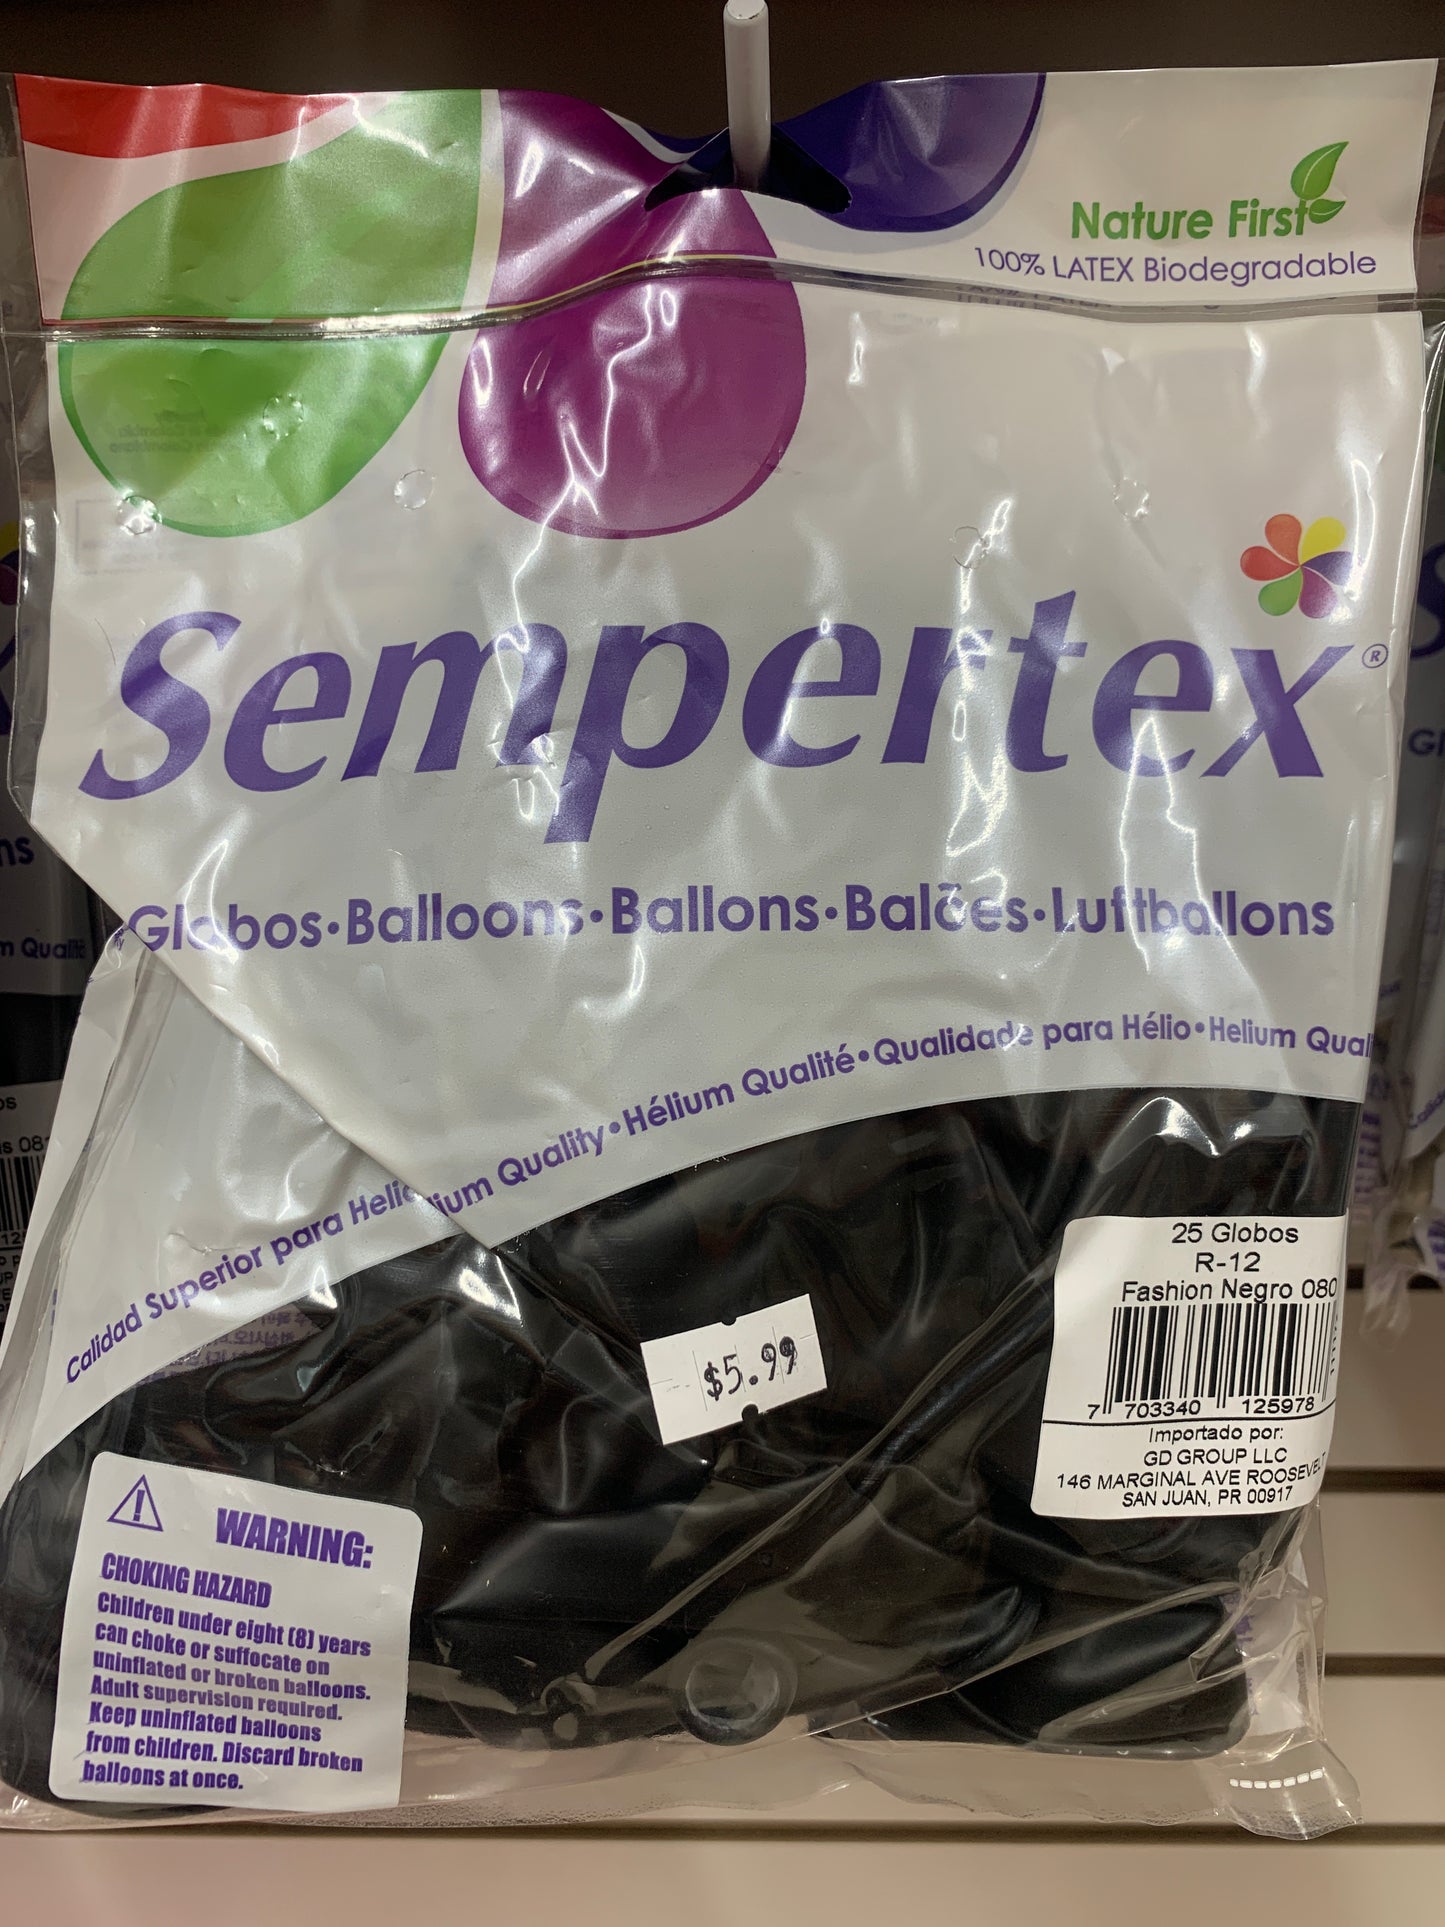 Nature First
100% LATEX Biodegradable
Sempertex®
Globos•Balloons•Ballons•Balões•Luftballons
Calidad Superior para Helio ium Quality•Hélium Qualité•Qualidade para Hélio•Helium Quali
$5.99
25 Globos
R-12
Fashion Negro 080
7 703340 125978
Importado por:
GD GROUP LLC
146 MARGINAL AVE ROOSEVELT
SAN JUAN, PR 00917
WARNING:
CHOKING HAZARD
Children under eight (8) years
can choke or suffocate on
uninflated or broken balloons.
Adult supervision required.
Keep uninflated balloons
from children. Discard broken
balloons at once.